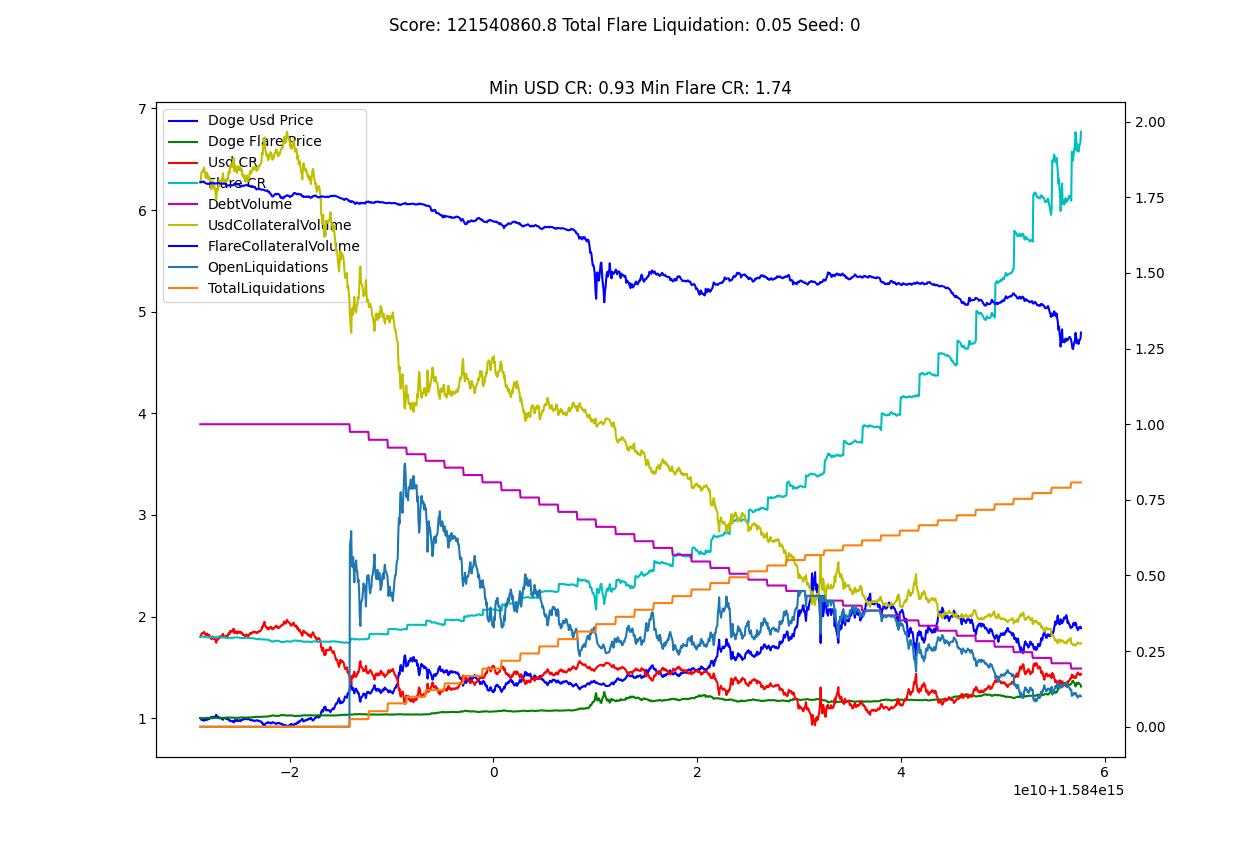 Score: 121540860.8 Total Flare Liquidation: 0.05 Seed: 0
Min USD CR: 0.93 Min Flare CR: 1.74
Doge Usd Price
Doge Flare Price
Usd CR
Flare CR
DebtVolume
UsdCollateralVolume
FlareCollateralVolume
OpenLiquidations
TotalLiquidations
7
6
5
4
3
2
1
2.00
1.75
1.50
1.25
1.00
0.75
0.50
0.25
0.00
−2 0 2 4 6
1e10+1.584e15